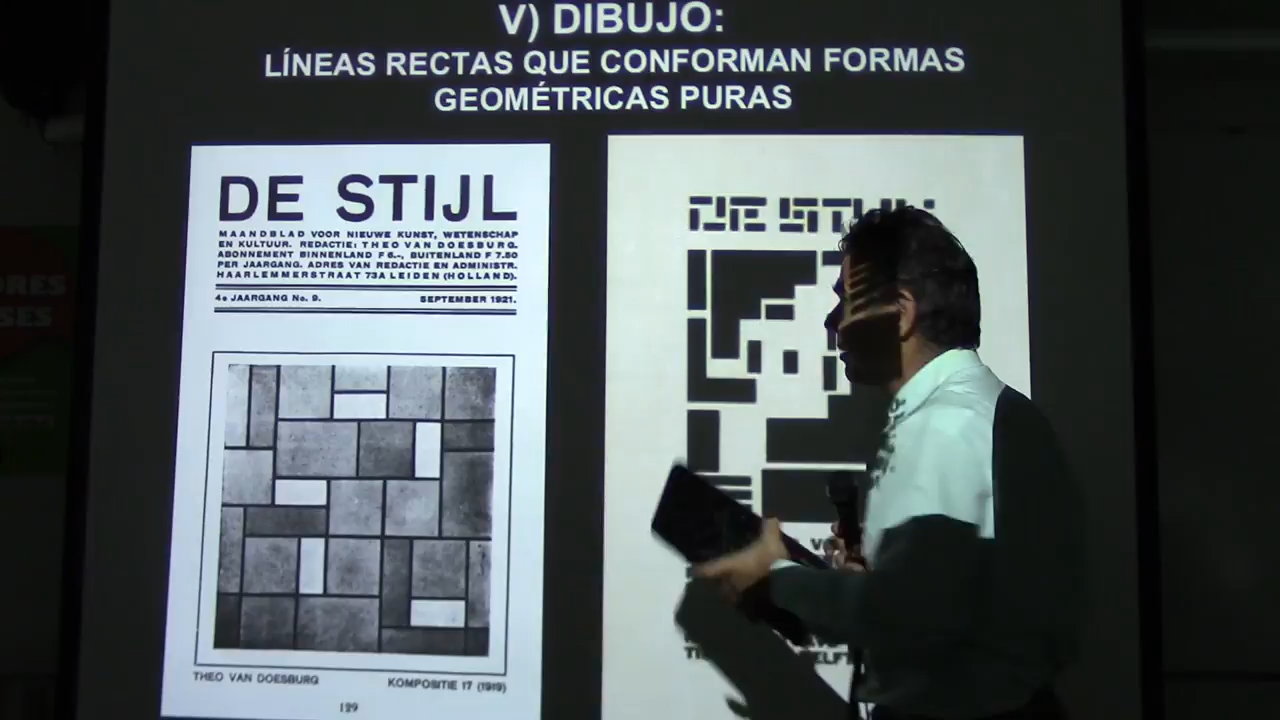 V) DIBUJO:
LÍNEAS RECTAS QUE CONFORMAN FORMAS
GEOMÉTRICAS PURAS
DE STIJL
MAANDBLAD VOOR NIEUWE KUNST, WETENSCHAP
EN KULTUUR. REDACTIE: THEO VAN DOESBURG.
ABONNEMENT BINNENLAND F 6.-, BUITENLAND F 7.50
PER JAARGANG. ADRES VAN REDACTIE EN ADMINISTR.
HAARLEMMERSTRAAT 73A LEIDEN (HOLLAND).
4e JAARGANG No. 9.
SEPTEMBER 1921.
THEO VAN DOESBURG
KOMPOSITIE 17 (1919)
129
DE STIJL